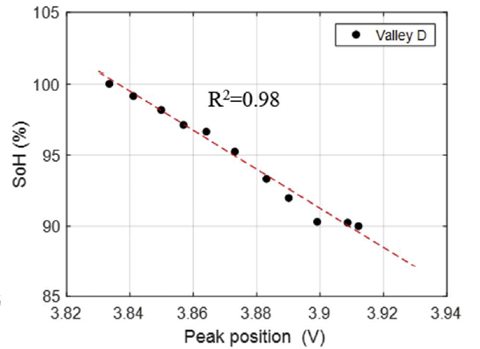 105
Valley D
100
R²=0.98
SoH (%)
95
90
85
3.82 3.84 3.86 3.88 3.9 3.92 3.94
Peak position (V)